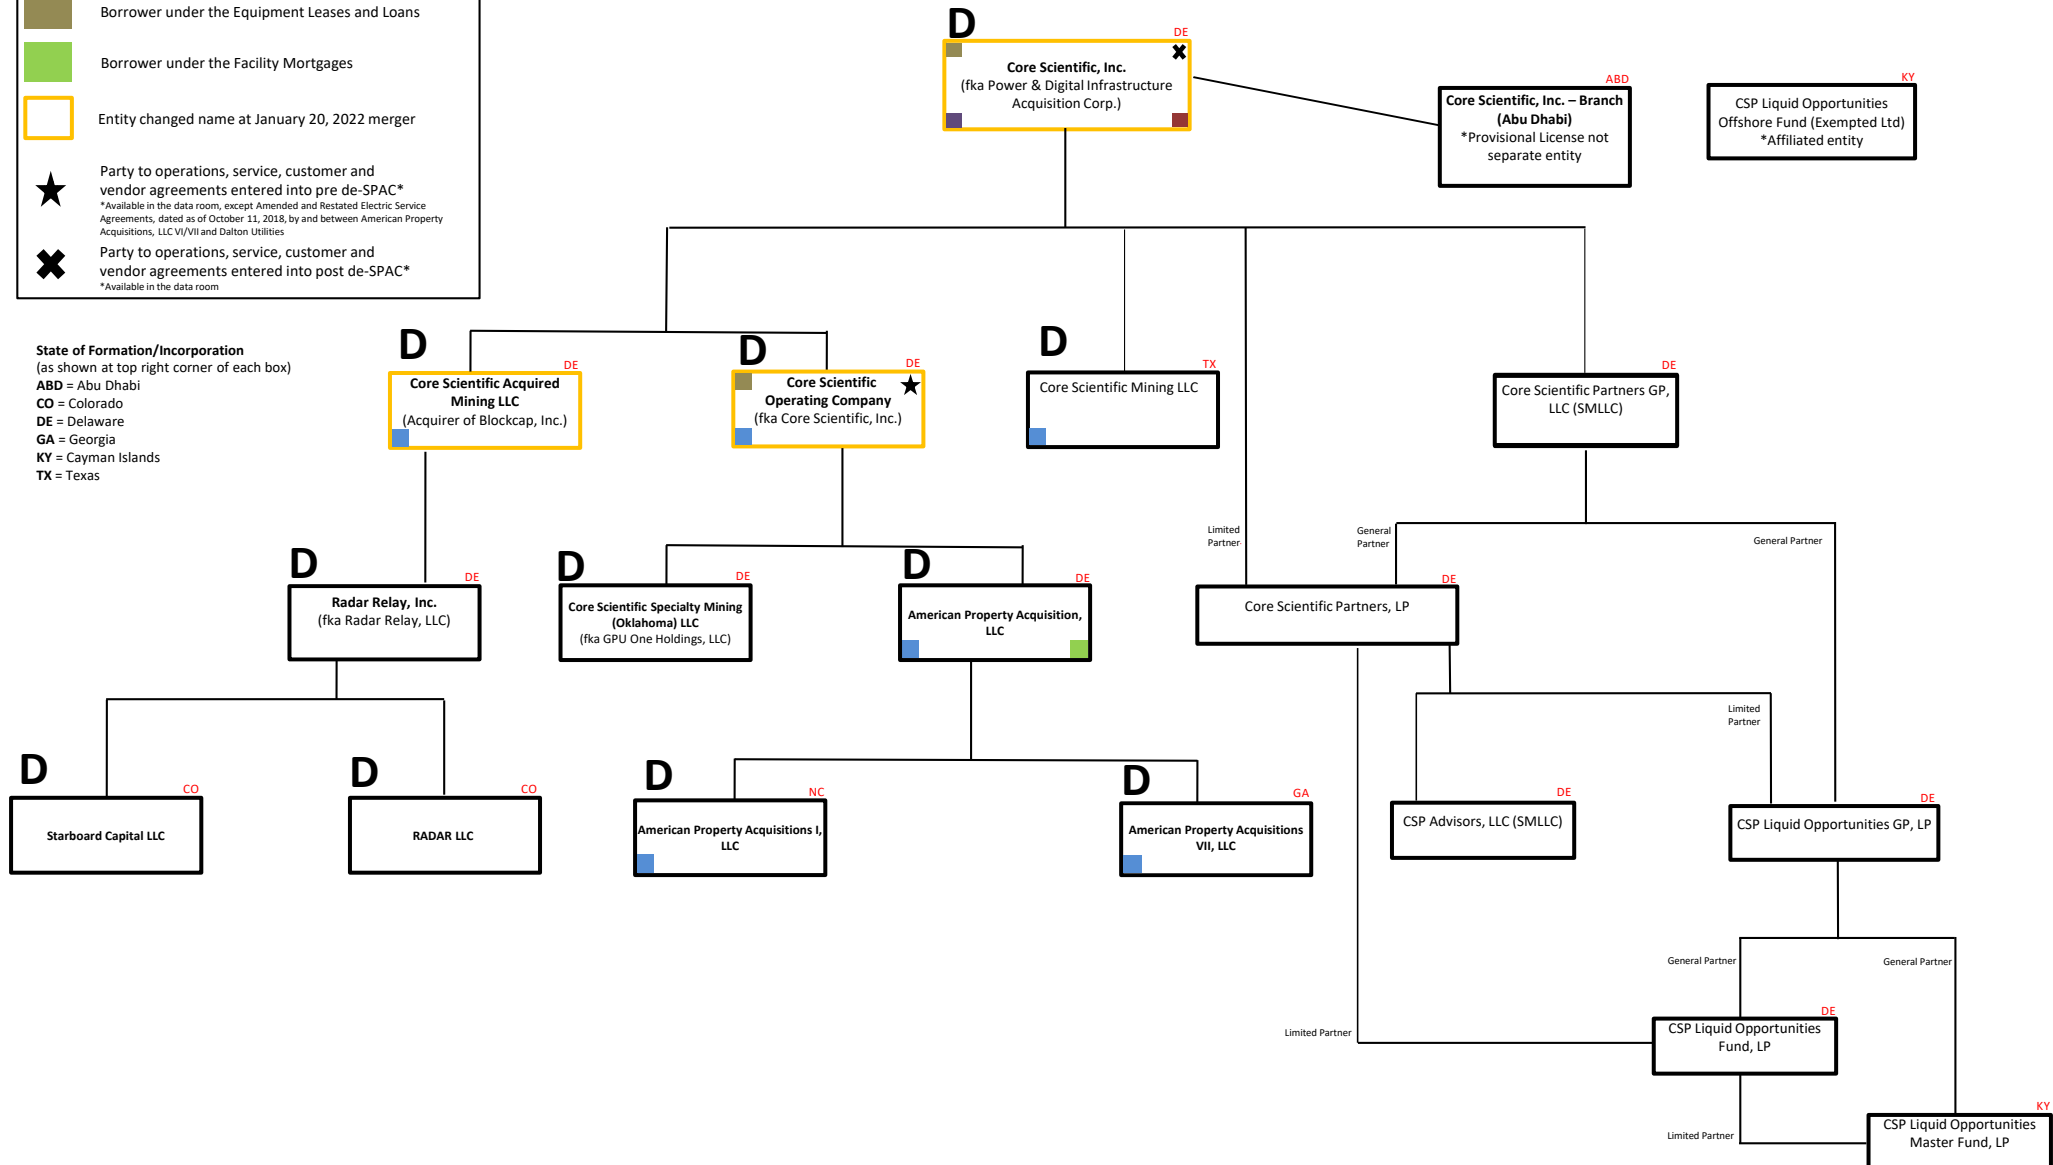 Borrower under the Equipment Leases and Loans
Borrower under the Facility Mortgages
Entity changed name at January 20, 2022 merger
Party to operations, service, customer and
vendor agreements entered into pre de-SPAC*
*Available in the data room, except Amended and Restated Electric Service
Agreements, dated as of October 11, 2018, by and between American Property
Acquisitions, LLC VI/VII and Dalton Utilities
Party to operations, service, customer and
vendor agreements entered into post de-SPAC*
*Available in the data room
State of Formation/Incorporation
(as shown at top right corner of each box)
ABD = Abu Dhabi
CO = Colorado
DE = Delaware
GA = Georgia
KY = Cayman Islands
TX = Texas
D
DE
Core Scientific, Inc.
(fka Power & Digital Infrastructure
Acquisition Corp.)
ABD
Core Scientific, Inc. – Branch
(Abu Dhabi)
*Provisional License not
separate entity
KY
CSP Liquid Opportunities
Offshore Fund (Exempted Ltd)
*Affiliated entity
D
DE
Core Scientific Acquired
Mining LLC
(Acquirer of Blockcap, Inc.)
D
DE
Core Scientific
Operating Company
(fka Core Scientific, Inc.)
D
TX
Core Scientific Mining LLC
DE
Core Scientific Partners GP,
LLC (SMLLC)
Limited
Partner
General
Partner
General Partner
D
DE
Radar Relay, Inc.
(fka Radar Relay, LLC)
D
DE
Core Scientific Specialty Mining
(Oklahoma) LLC
(fka GPU One Holdings, LLC)
D
DE
American Property Acquisition,
LLC
DE
Core Scientific Partners, LP
Limited
Partner
D
CO
Starboard Capital LLC
D
CO
RADAR LLC
D
NC
American Property Acquisitions I,
LLC
D
GA
American Property Acquisitions
VII, LLC
DE
CSP Advisors, LLC (SMLLC)
DE
CSP Liquid Opportunities GP, LP
General Partner
General Partner
Limited Partner
DE
CSP Liquid Opportunities
Fund, LP
Limited Partner
KY
CSP Liquid Opportunities
Master Fund, LP